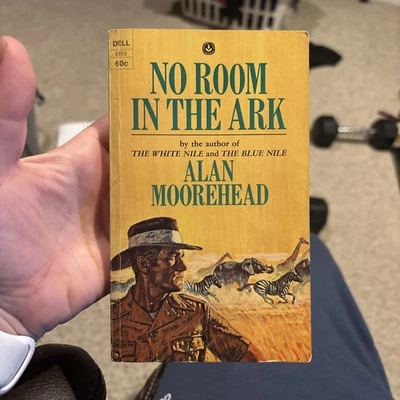 DELL
6459
60c
NO ROOM
IN THE ARK
by the author of
THE WHITE NILE and THE BLUE NILE
ALAN
MOOREHEAD